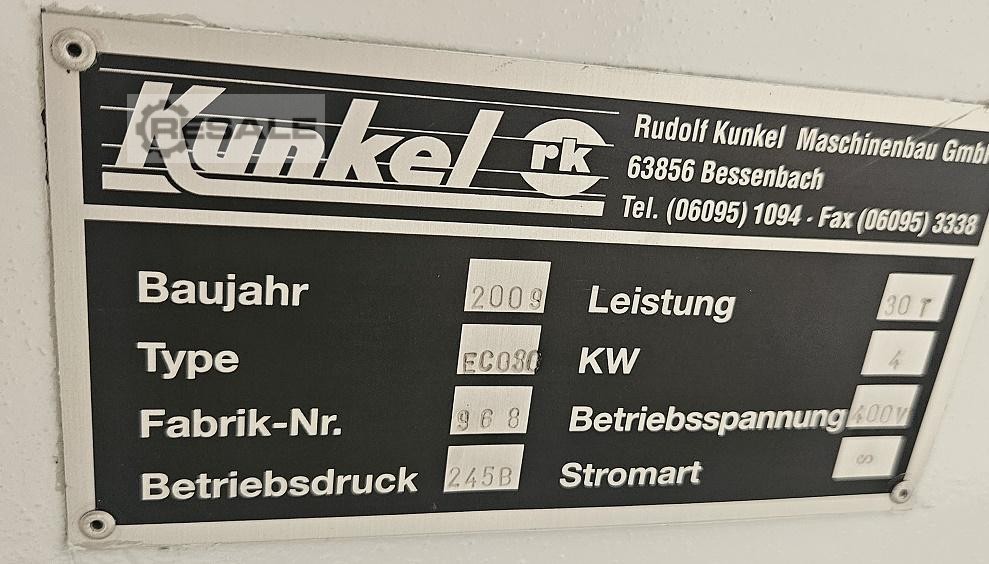 RESALE
Kunkel rk
Rudolf Kunkel Maschinenbau GmbH
63856 Bessenbach
Tel. (06095) 1094 - Fax (06095) 3338
Baujahr 2009 Leistung 30 T
Type KW 4
Fabrik-Nr. 968 Betriebsspannung 400V
Betriebsdruck 245B Stromart